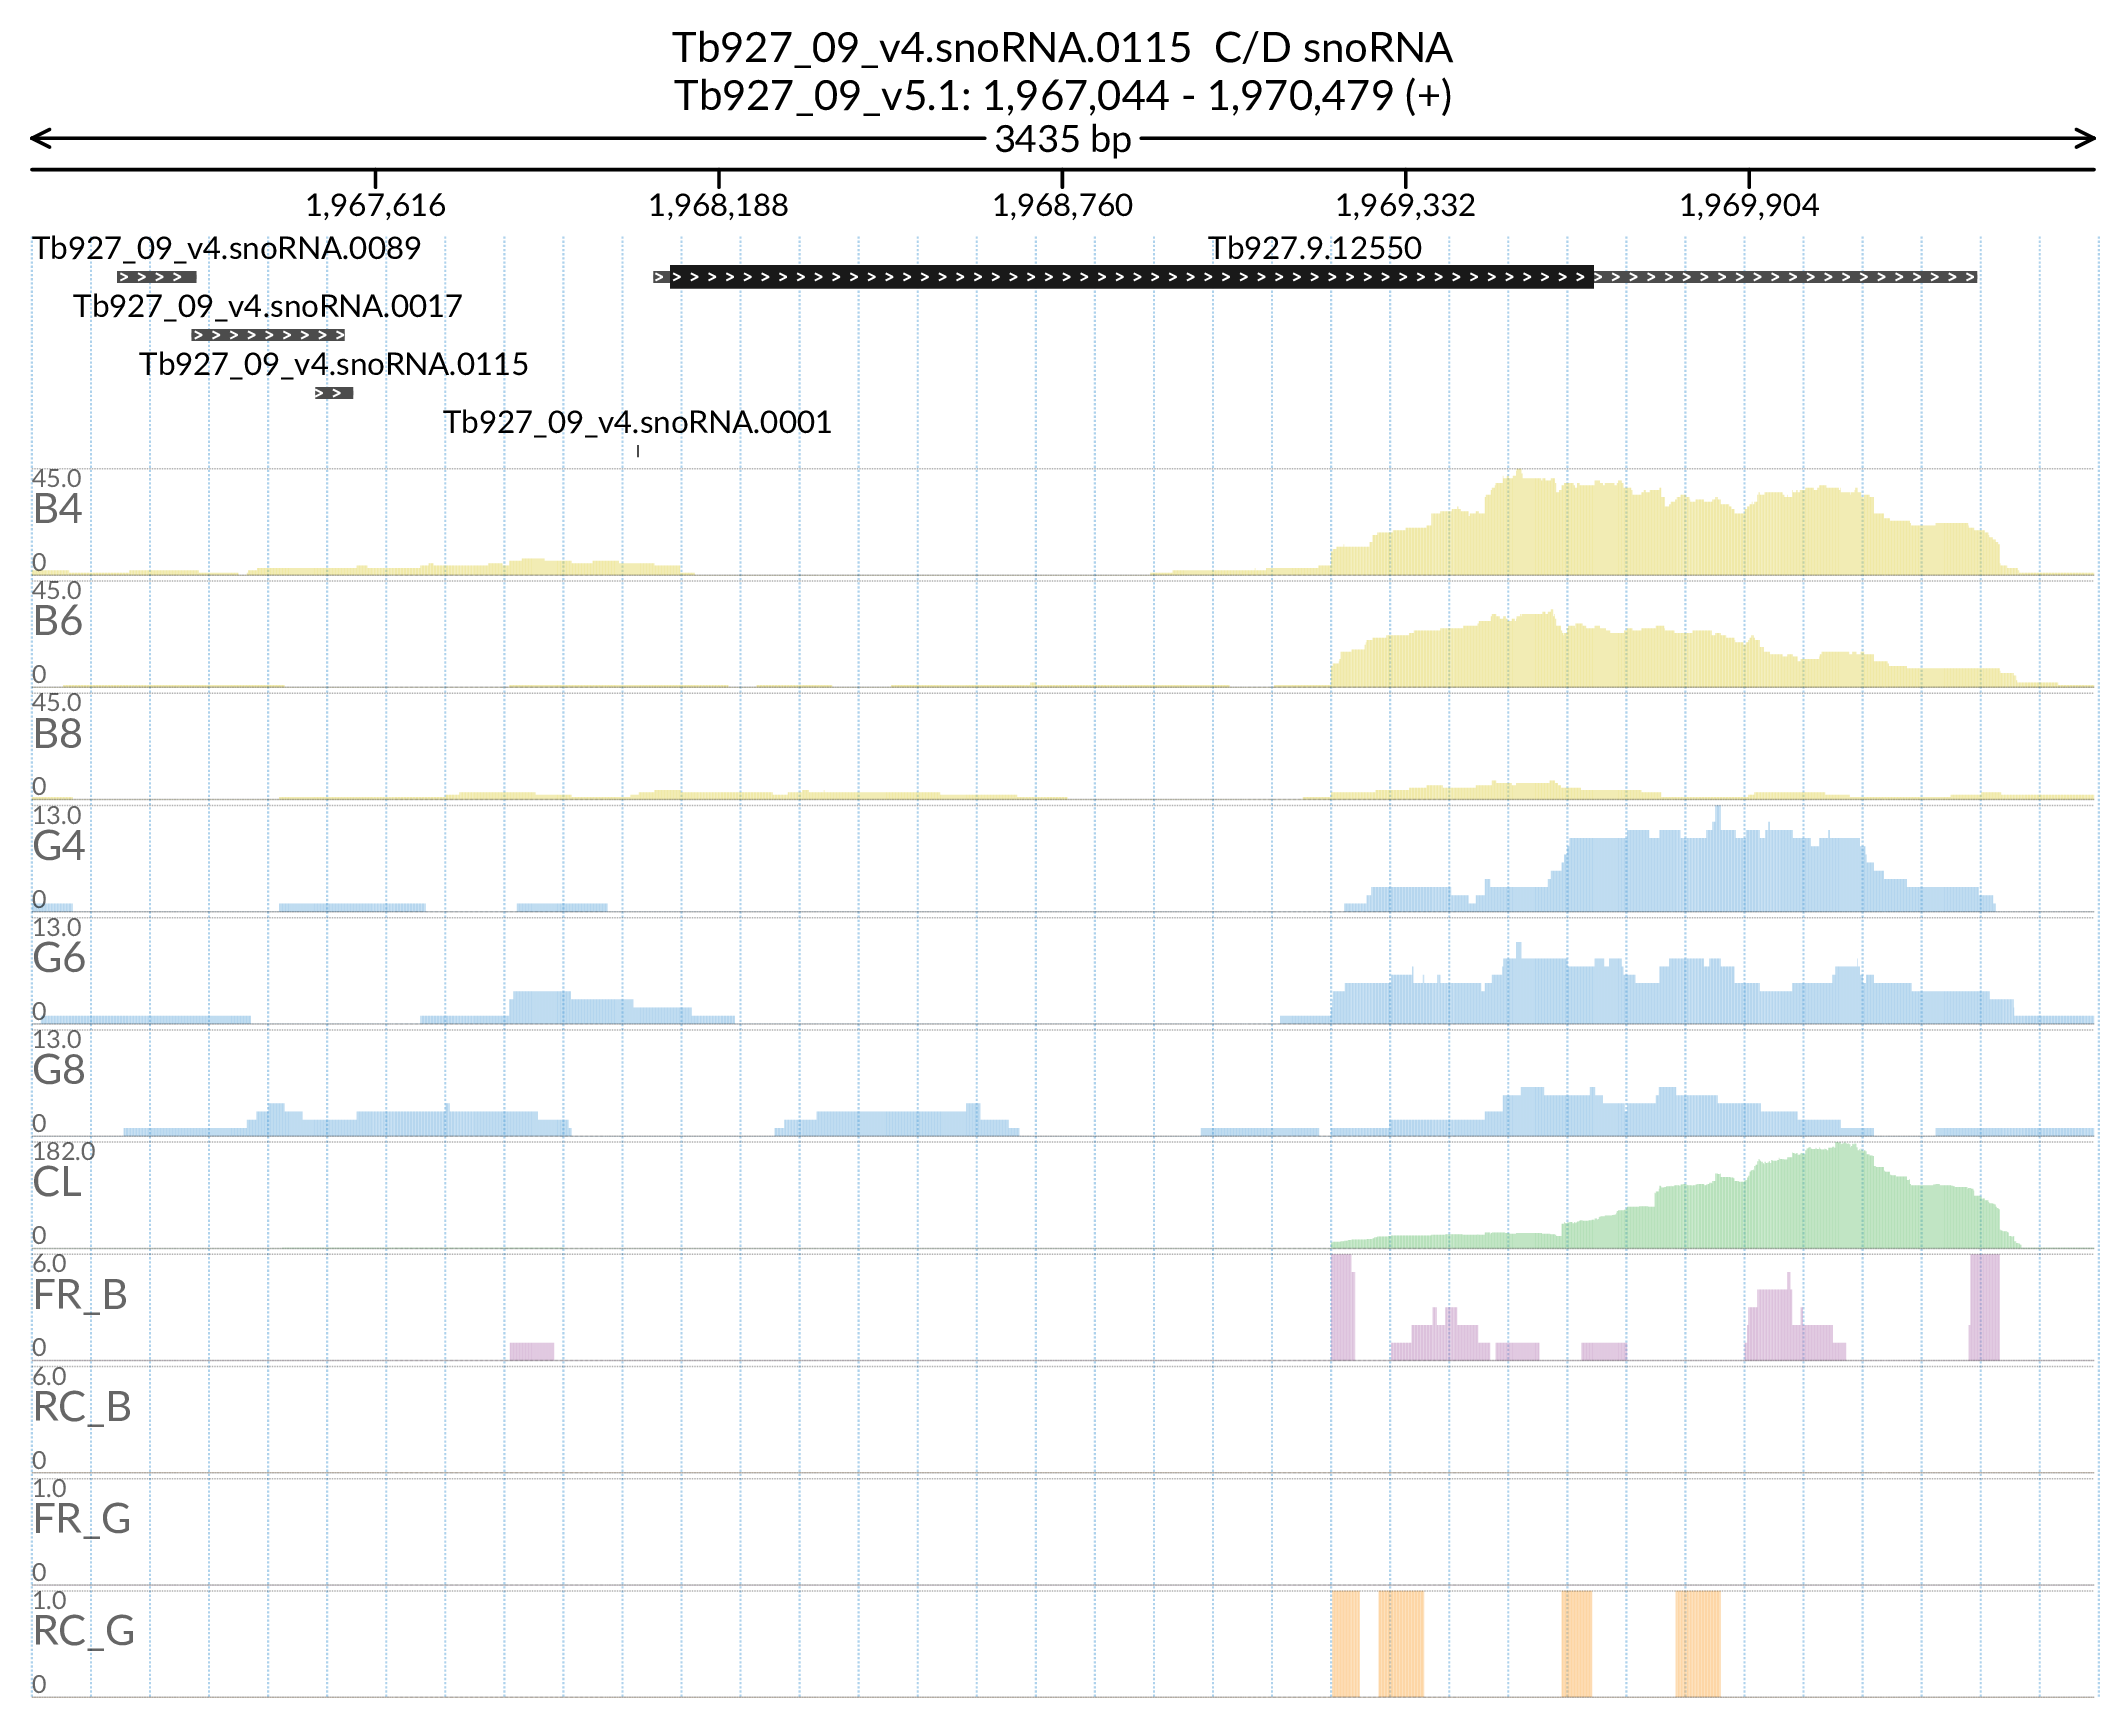 Tb927_09_v4.snoRNA.0115 C/D snoRNA
Tb927_09_v5.1: 1,967,044 - 1,970,479 (+)
3435 bp
1,967,616 1,968,188 1,968,760 1,969,332 1,969,904
Tb927_09_v4.snoRNA.0089 Tb927.9.12550
Tb927_09_v4.snoRNA.0017
Tb927_09_v4.snoRNA.0115
Tb927_09_v4.snoRNA.0001
45.0
B4
0
45.0
B6
0
45.0
B8
0
13.0
G4
0
13.0
G6
0
13.0
G8
0
182.0
CL
0
6.0
FR_B
0
6.0
RC_B
0
1.0
FR_G
0
1.0
RC_G
0